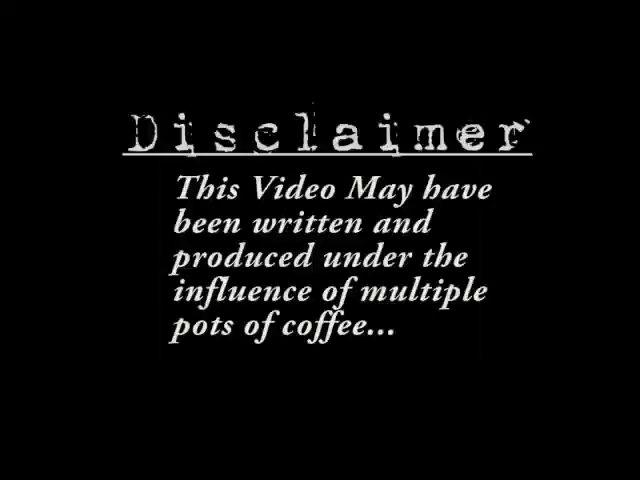 Disclaimer
This Video May have
been written and
produced under the
influence of multiple
pots of coffee...